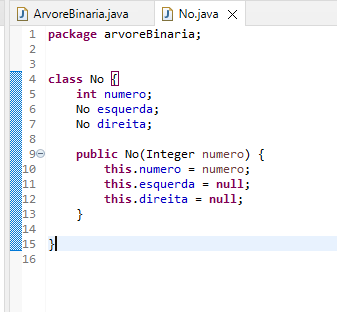 ArvoreBinaria.java No.java
1 package arvoreBinaria;
2
3
4 class No {
5 int numero;
6 No esquerda;
7 No direita;
8
9 public No(Integer numero) {
10 this.numero = numero;
11 this.esquerda = null;
12 this.direita = null;
13 }
14
15 }
16